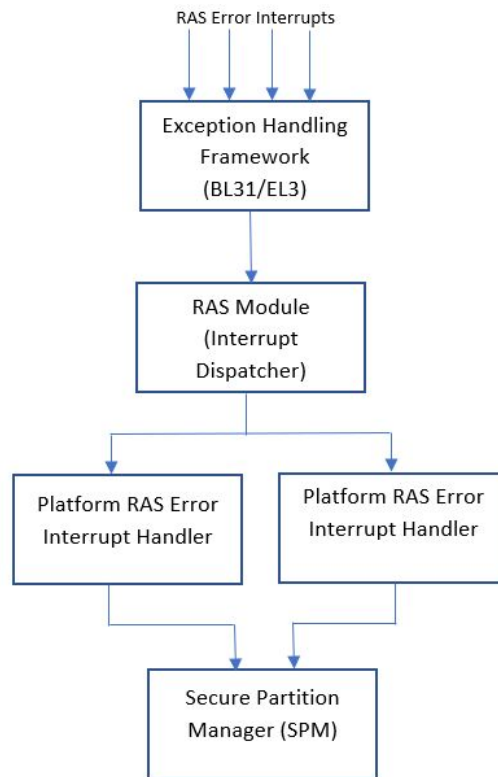 RAS Error Interrupts
Exception Handling
Framework
(BL31/EL3)
RAS Module
(Interrupt
Dispatcher)
Platform RAS Error
Interrupt Handler
Platform RAS Error
Interrupt Handler
Secure Partition
Manager (SPM)